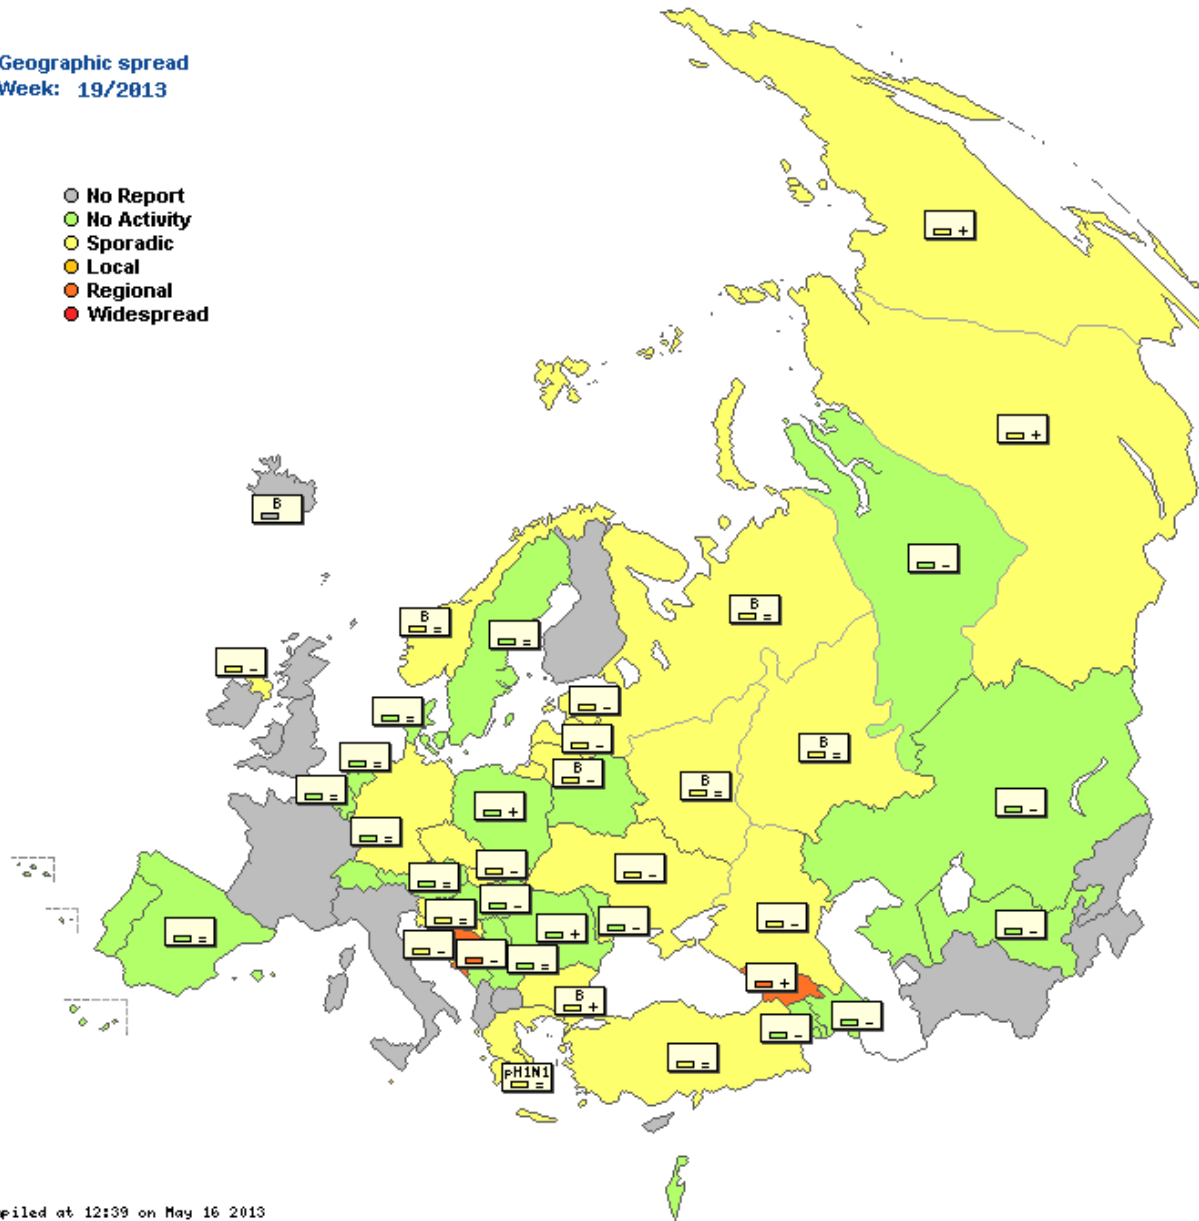 Geographic spread
Week: 19/2013
No Report
No Activity
Sporadic
Local
Regional
Widespread
+
+
B
-
B =
B =
=
-
-
=
-
B =
=
B -
B =
=
+
-
=
-
-
=
-
=
-
=
+
-
-
-
=
-
-
=
+
B +
-
-
=
pH1N1 =
piled at 12:39 on May 16 2013